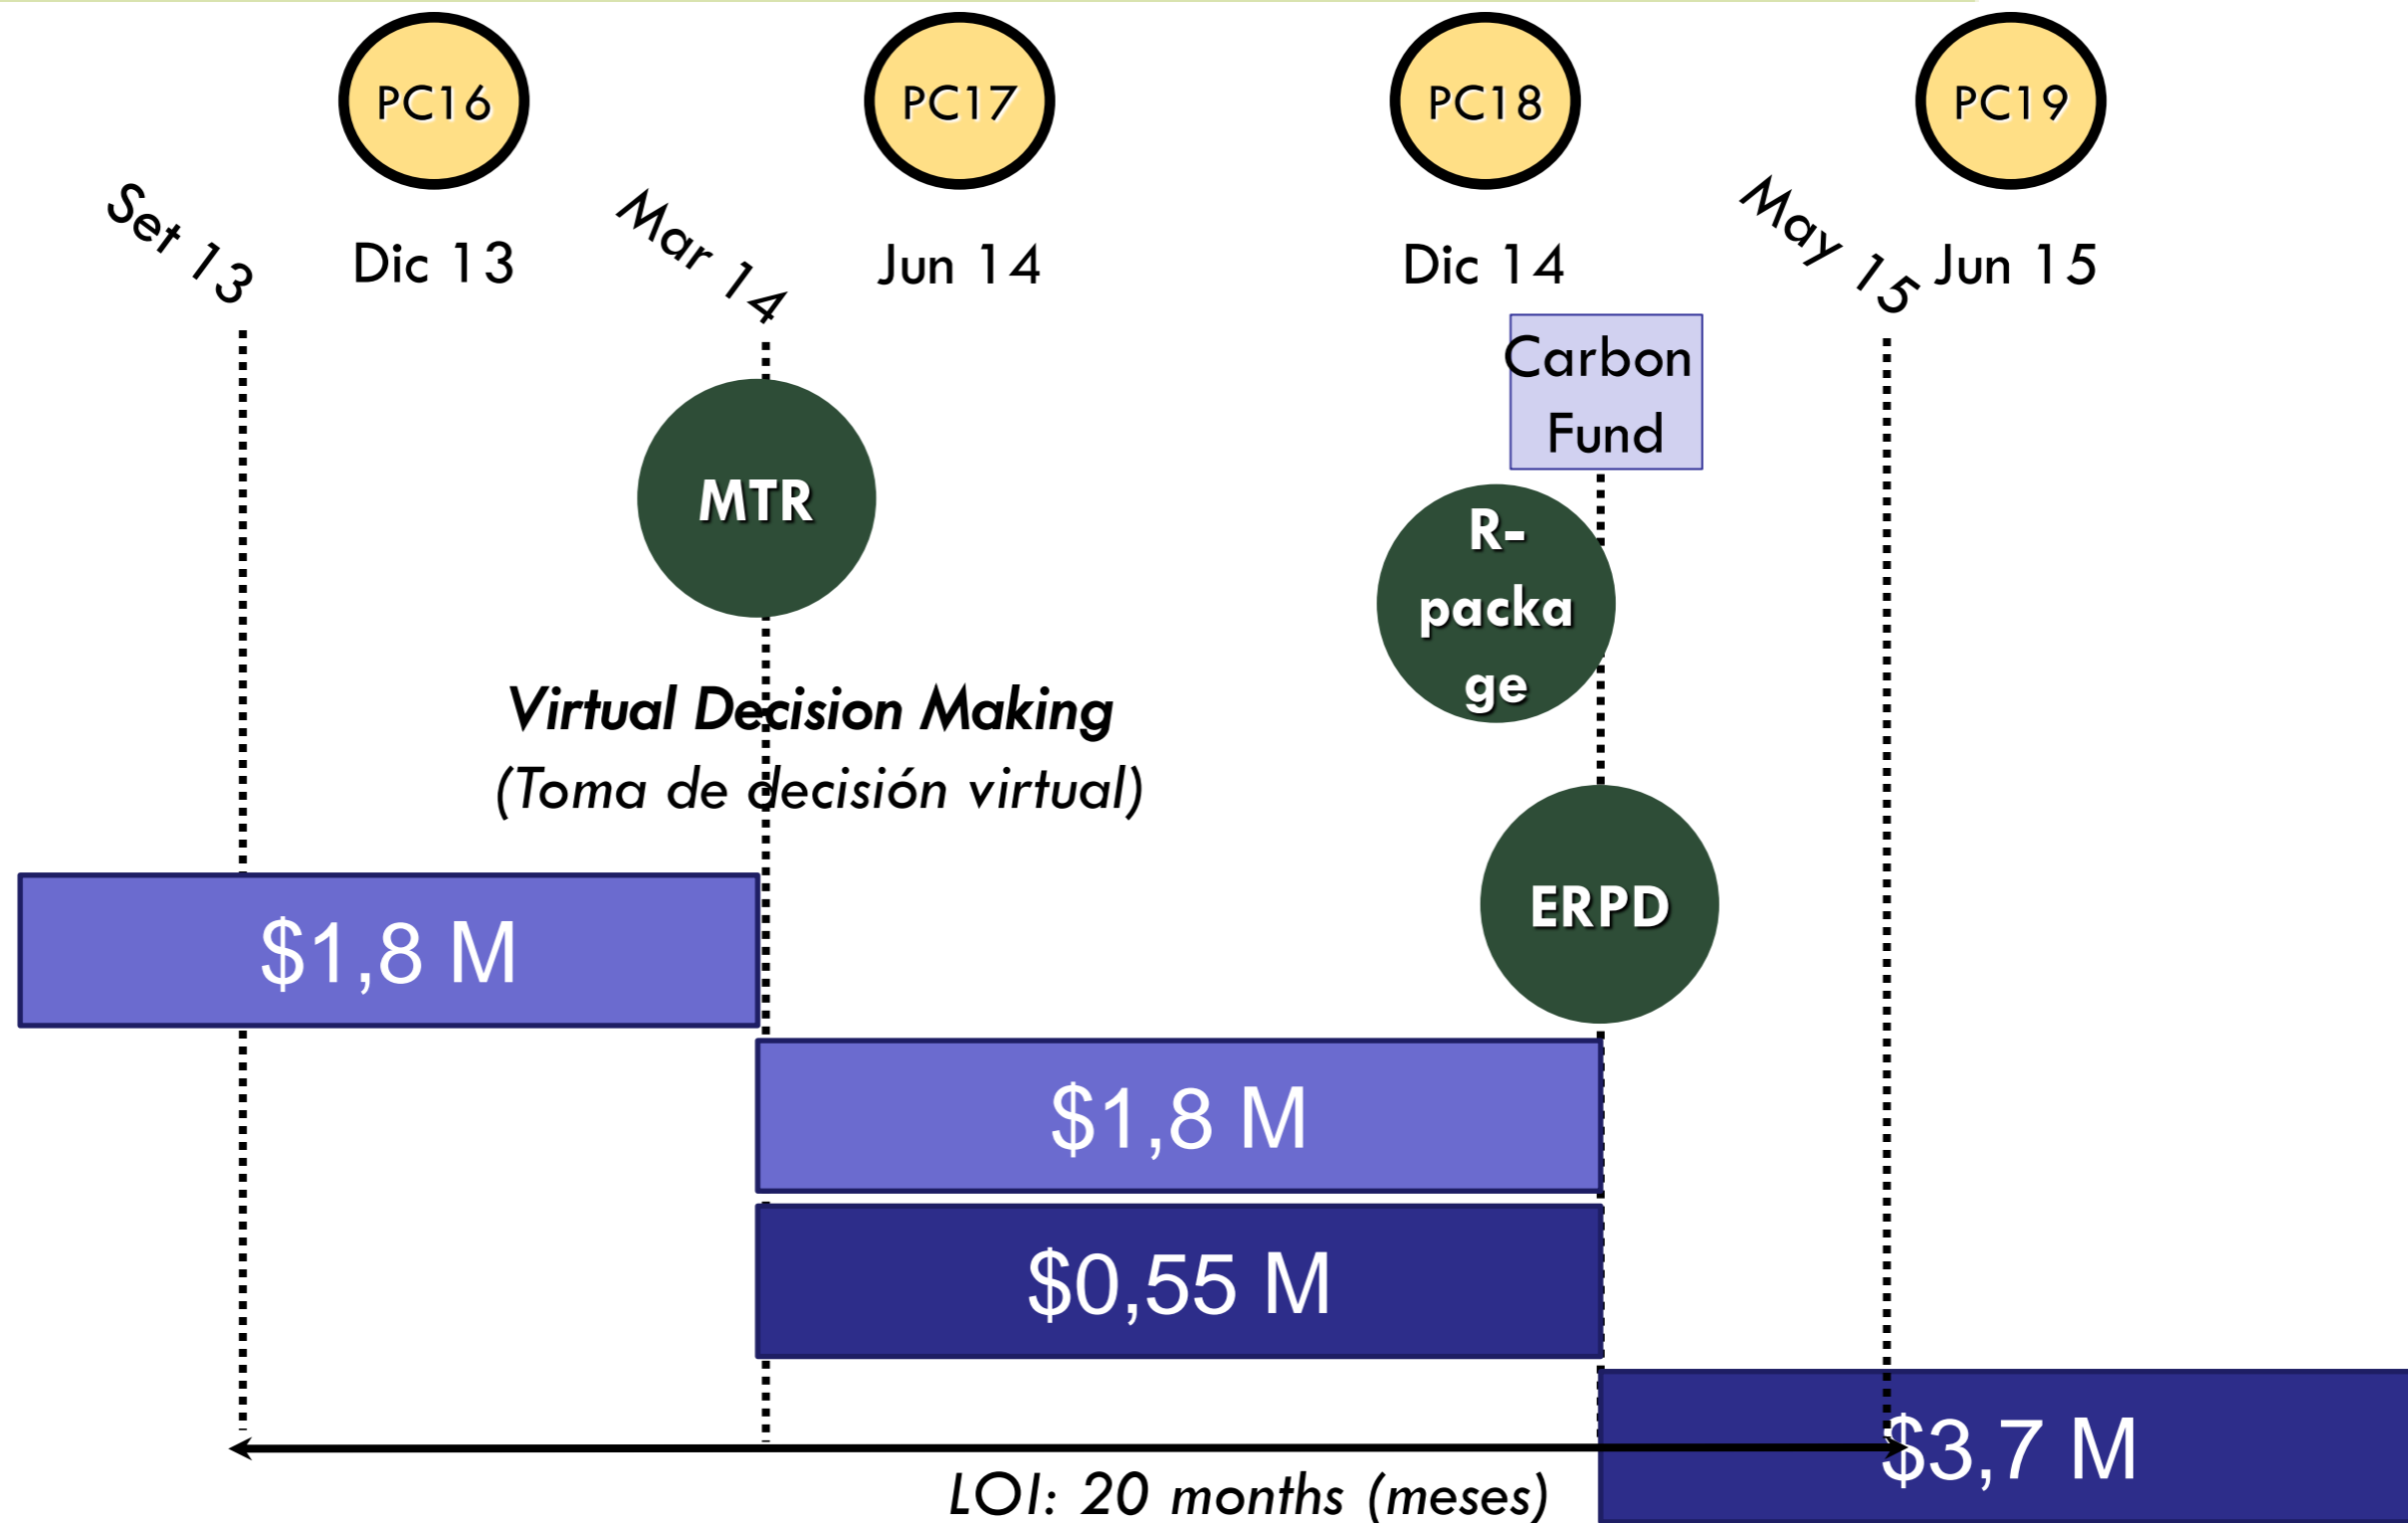 PC16
PC17
PC18
PC19
Set 13
Dic 13
Mar 14
Jun 14
Dic 14
May 15
Jun 15
Carbon
Fund
MTR
R-
packa
ge
Virtual Decision Making
(Toma de decisión virtual)
ERPD
$1,8 M
$1,8 M
$0,55 M
$3,7 M
LOI: 20 months (meses)